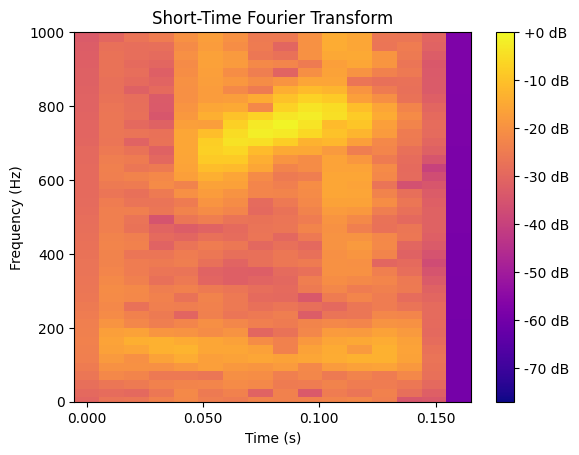 Short-Time Fourier Transform
Frequency (Hz)
1000
800
600
400
200
0
0.000 0.050 0.100 0.150
Time (s)
+0 dB
-10 dB
-20 dB
-30 dB
-40 dB
-50 dB
-60 dB
-70 dB